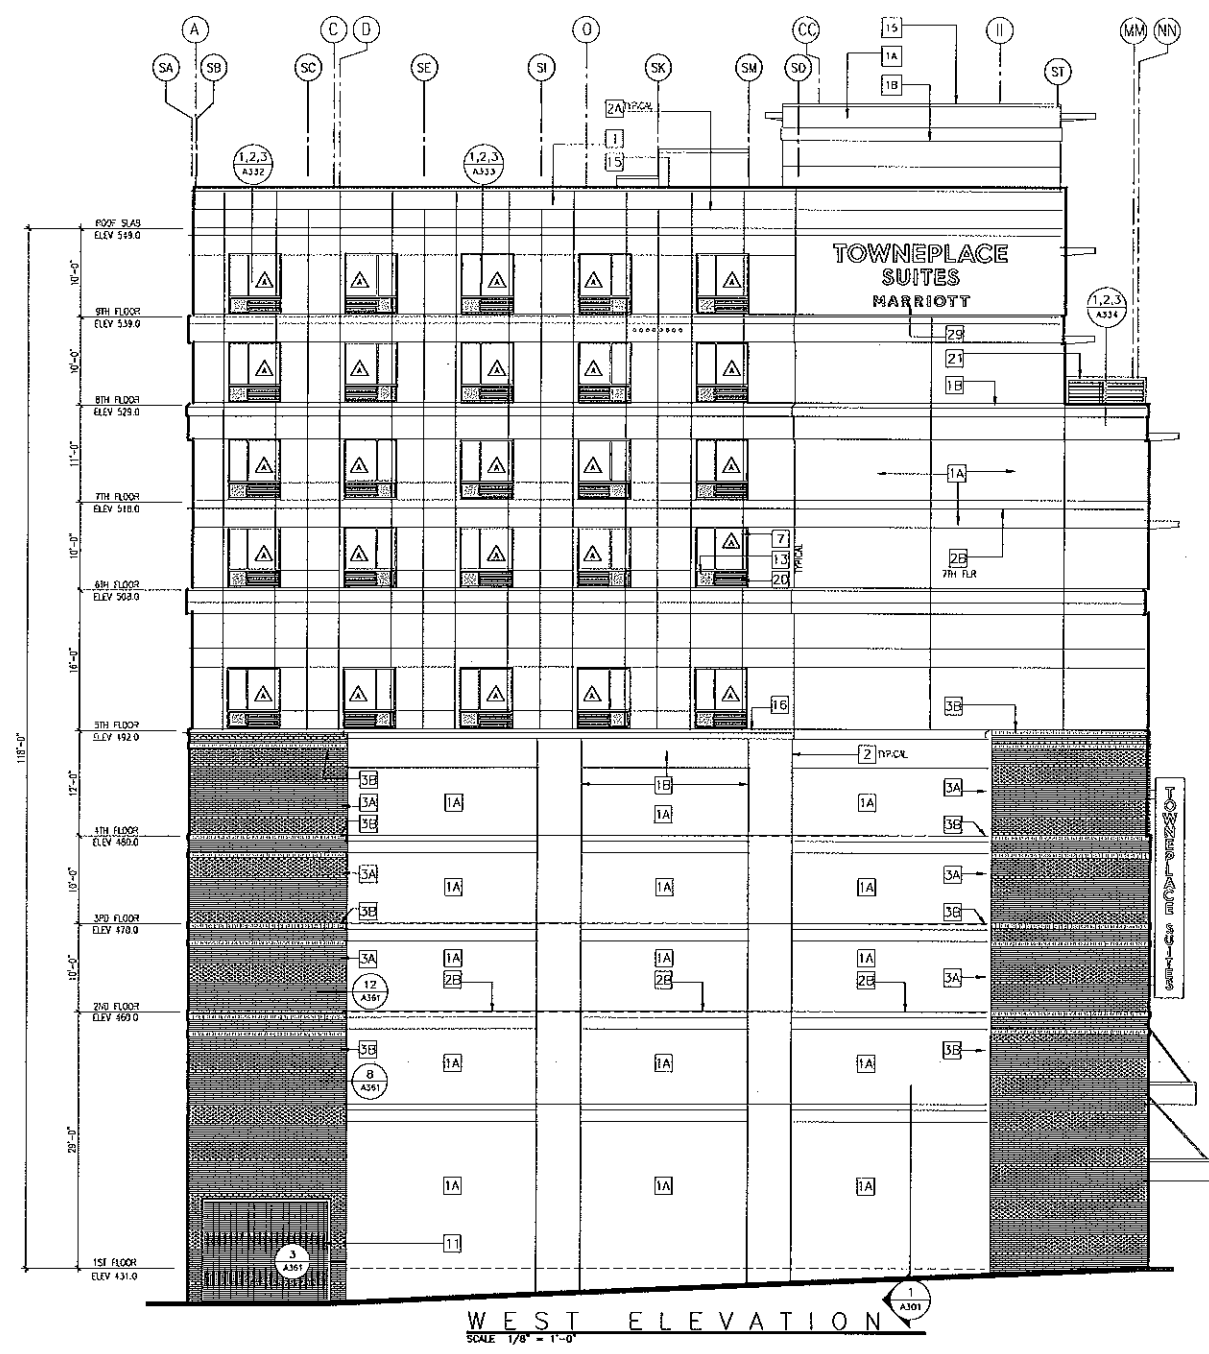 A
C
D
O
CC
15
II
MM
NN
SA
SB
SC
SE
SI
SK
SM
SD
1A
1B
ST
2A TYPICAL
1
15
1,2,3
A332
1,2,3
A333
ROOF SLAB
ELEV 549.0
10'-0"
TOWNEPLACE
SUITES
MARRIOTT
A
A
A
A
A
9TH FLOOR
ELEV 539.0
1,2,3
A334
29
21
1B
10'-0"
A
A
A
A
A
8TH FLOOR
ELEV 529.0
11'-0"
A
A
A
A
A
1A
7TH FLOOR
ELEV 518.0
10'-0"
A
A
A
A
A
7
13
20
TYPICAL
2B
7TH FLR
6TH FLOOR
ELEV 508.0
16'-0"
A
A
A
A
A
16
3B
5TH FLOOR
ELEV 492.0
118'-0"
2 TYPICAL
12'-0"
3B
3A
3B
1A
1B
1A
1A
3A
3B
4TH FLOOR
ELEV 480.0
10'-0"
3A
1A
1A
1A
3A
3B
3B
TOWNEPLACE SUITES
3RD FLOOR
ELEV 470.0
10'-0"
3A
1A
1A
1A
2B
2B
2B
3A
12
A361
2ND FLOOR
ELEV 460.0
3B
1A
1A
1A
3B
8
A361
29'-0"
1A
1A
1A
11
3
A361
1ST FLOOR
ELEV 431.0
1
A301
WEST ELEVATION
SCALE 1/8" = 1'-0"